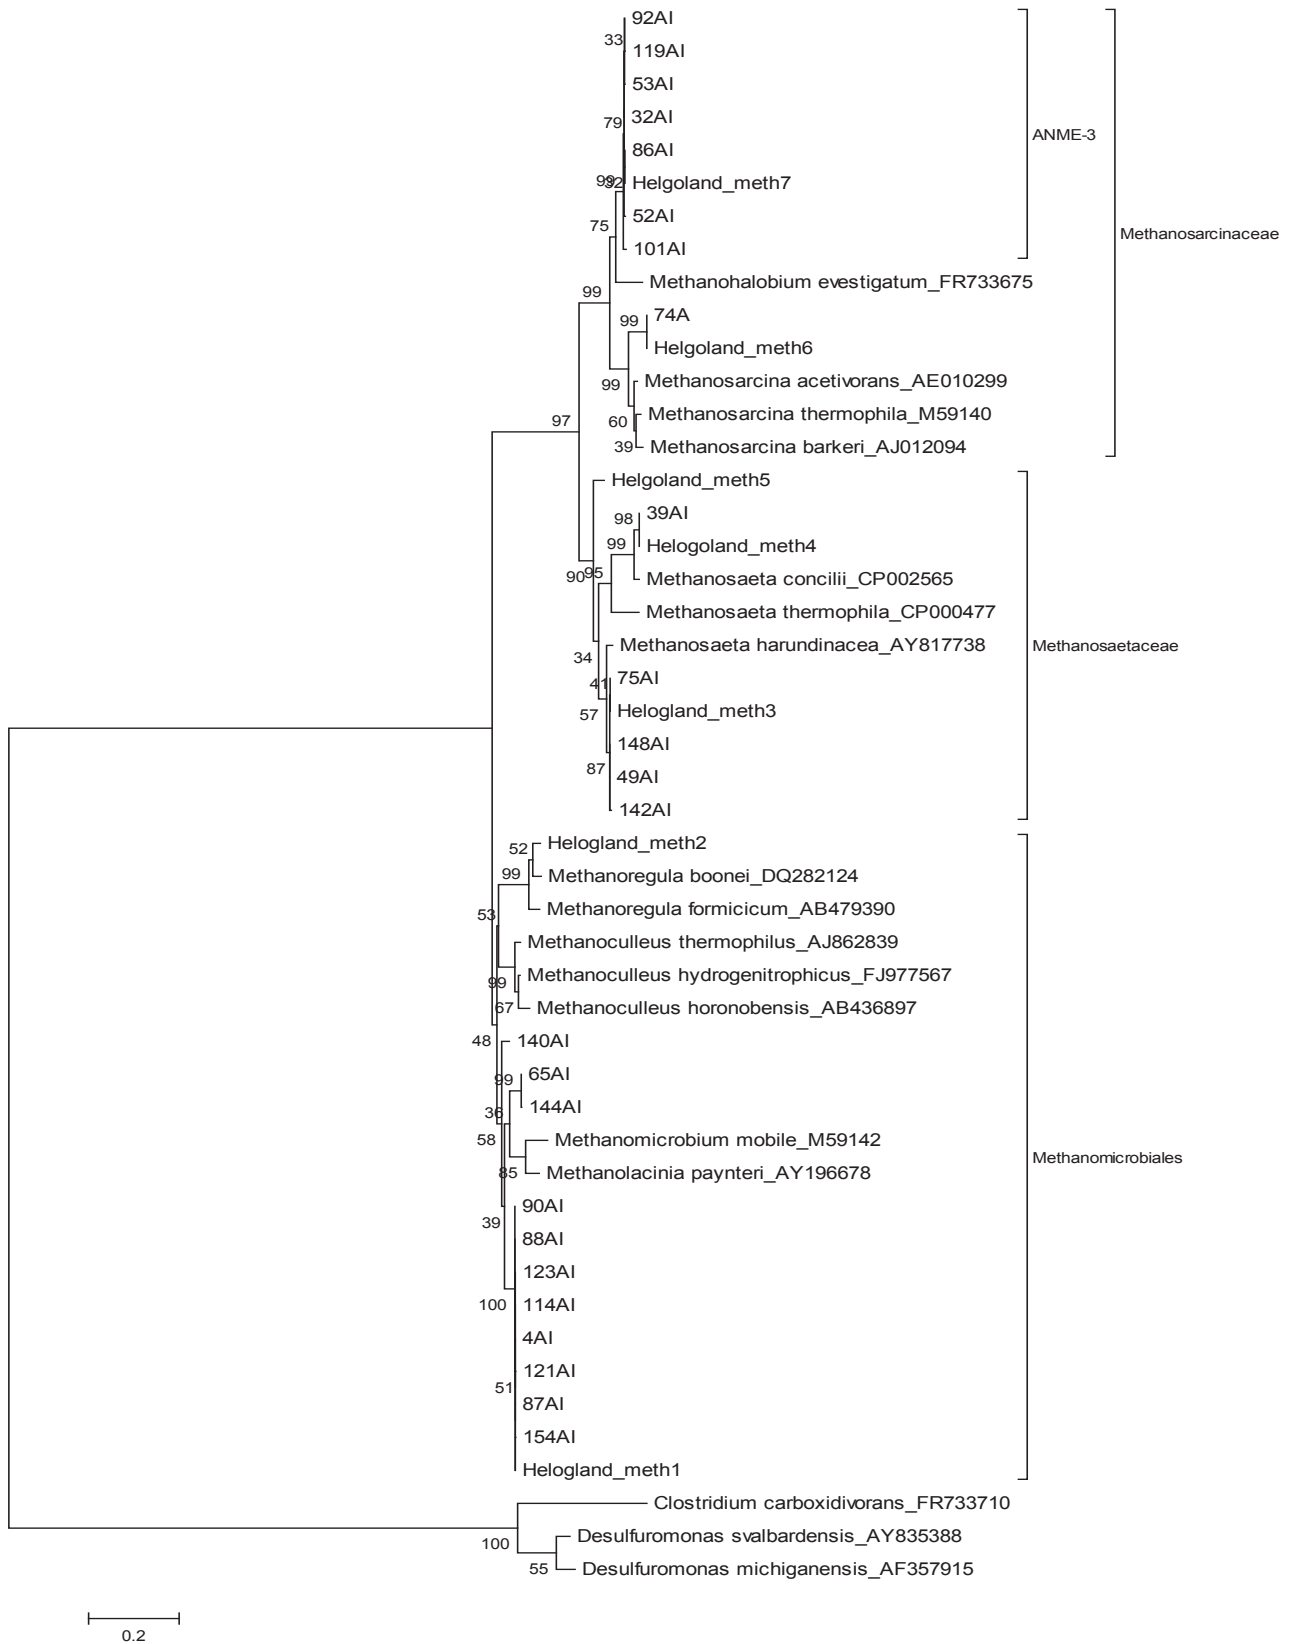 92AI
33
119AI
53AI
32AI
79
ANME-3
86AI
99
32
Helgoland_meth7
52AI
75
Methanosarcinaceae
101AI
Methanohalobium evestigatum_FR733675
99
74A
99
Helgoland_meth6
Methanosarcina acetivorans_AE010299
99
Methanosarcina thermophila_M59140
60
97
Methanosarcina barkeri_AJ012094
39
Helgoland_meth5
39AI
98
Helogoland_meth4
99
Methanosaeta concilii_CP002565
90
95
Methanosaeta thermophila_CP000477
Methanosaeta harundinacea_AY817738
Methanosaetaceae
34
75AI
41
Helogland_meth3
57
148AI
87
49AI
142AI
Helogland_meth2
52
Methanoregula boonei_DQ282124
99
Methanoregula formicicum_AB479390
53
Methanoculleus thermophilus_AJ862839
Methanoculleus hydrogenitrophicus_FJ977567
99
Methanoculleus horonobensis_AB436897
67
48
140AI
65AI
99
144AI
36
58
Methanomicrobium mobile_M59142
Methanomicrobiales
Methanolacinia paynteri_AY196678
85
90AI
39
88AI
123AI
100
114AI
4AI
121AI
51
87AI
154AI
Helogland_meth1
Clostridium carboxidivorans_FR733710
Desulfuromonas svalbardensis_AY835388
100
Desulfuromonas michiganensis_AF357915
55
0.2